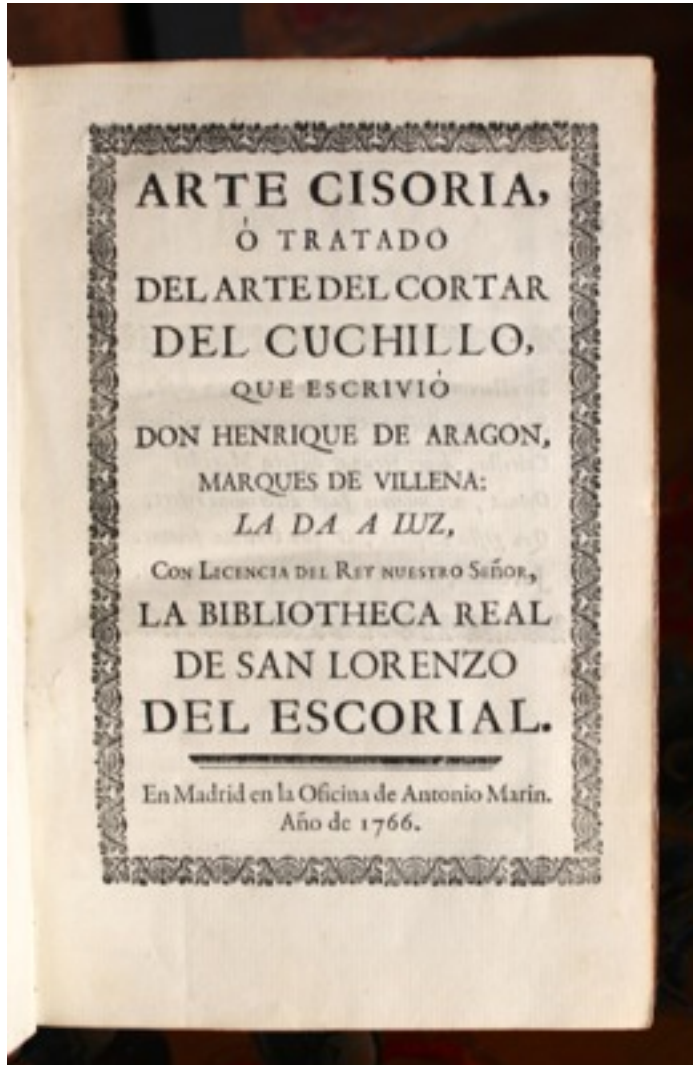 ARTE CISORIA,
Ò TRATADO
DEL ARTE DEL CORTAR
DEL CUCHILLO,
QUE ESCRIVIÒ
DON HENRIQUE DE ARAGON,
MARQUES DE VILLENA:
LA DA A LUZ,
CON LICENCIA DEL REY NUESTRO SEÑOR,
LA BIBLIOTHECA REAL
DE SAN LORENZO
DEL ESCORIAL.
En Madrid en la Oficina de Antonio Marin.
Año de 1766.